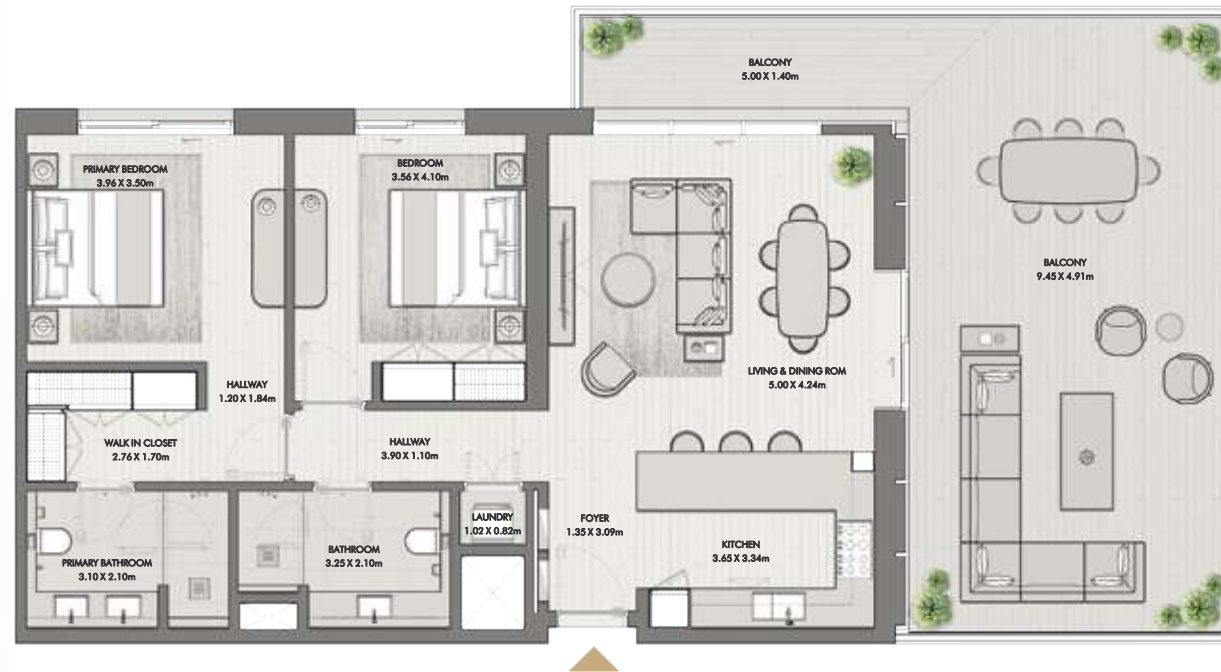 BALCONY
5.00 X 1.40m
PRIMARY BEDROOM
3.96 X 3.50m
BEDROOM
3.56 X 4.10m
BALCONY
9.45 X 4.91m
LIVING & DINING ROM
5.00 X 4.24m
HALLWAY
1.20 X 1.84m
WALK IN CLOSET
2.76 X 1.70m
HALLWAY
3.90 X 1.10m
LAUNDRY
1.02 X 0.82m
FOYER
1.35 X 3.09m
KITCHEN
3.65 X 3.34m
PRIMARY BATHROOM
3.10 X 2.10m
BATHROOM
3.25 X 2.10m